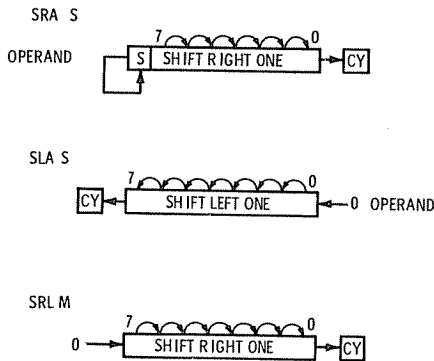 SRA S
7 0
OPERAND S SHIFT RIGHT ONE CY
SLA S
7 0
CY SHIFT LEFT ONE 0 OPERAND
SRL M
7 0
0 SHIFT RIGHT ONE CY